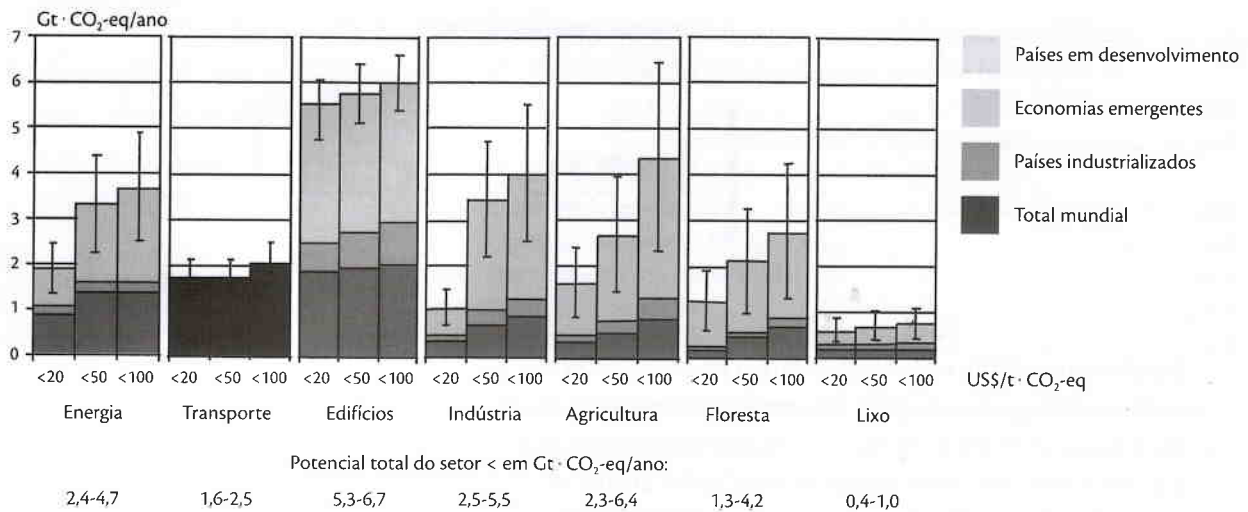 Gt · CO₂-eq/ano
7
6
5
4
3
2
1
0
<20 <50 <100 <20 <50 <100 <20 <50 <100 <20 <50 <100 <20 <50 <100 <20 <50 <100 <20 <50 <100 US$/t · CO₂-eq
Energia Transporte Edifícios Indústria Agricultura Floresta Lixo
Países em desenvolvimento
Economias emergentes
Países industrializados
Total mundial
Potencial total do setor < em Gt · CO₂-eq/ano:
2,4-4,7 1,6-2,5 5,3-6,7 2,5-5,5 2,3-6,4 1,3-4,2 0,4-1,0